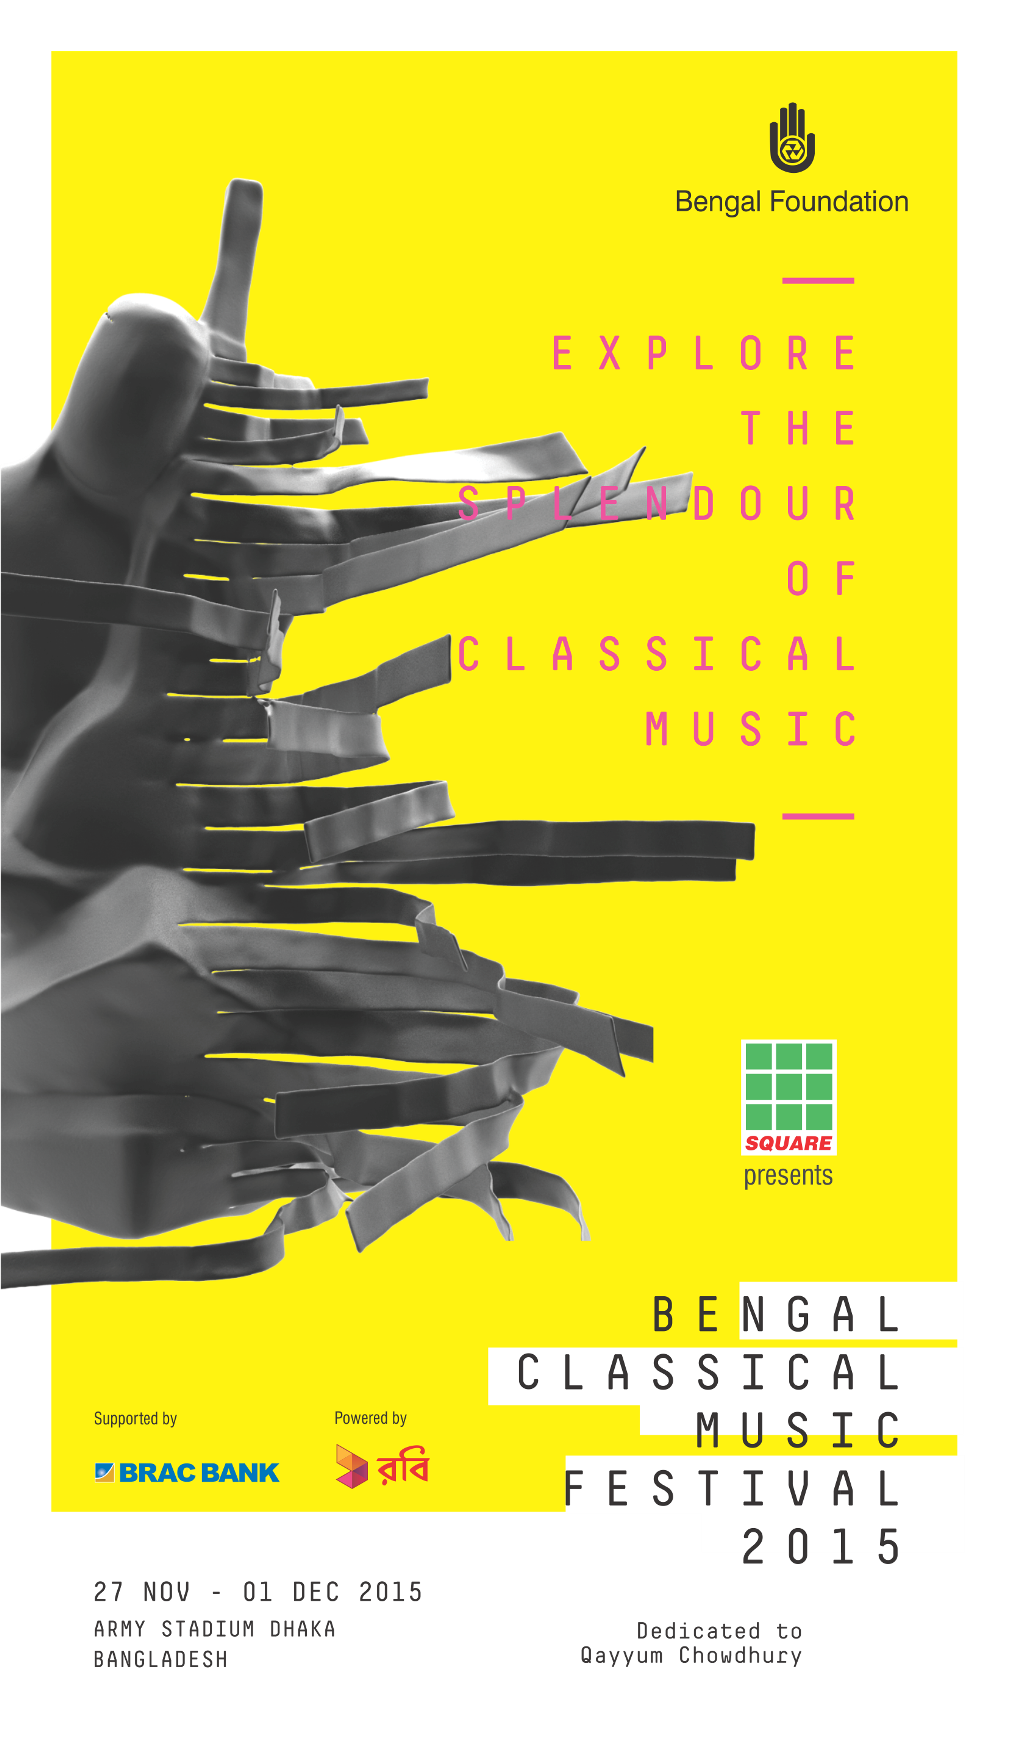 Bengal Foundation
EXPLORE
THE
SPLENDOUR
OF
CLASSICAL
MUSIC
SQUARE
presents
BENGAL
CLASSICAL
MUSIC
FESTIVAL
2015
Supported by
BRAC BANK
Powered by
রবি
27 NOV - 01 DEC 2015
ARMY STADIUM DHAKA
BANGLADESH
Dedicated to
Qayyum Chowdhury